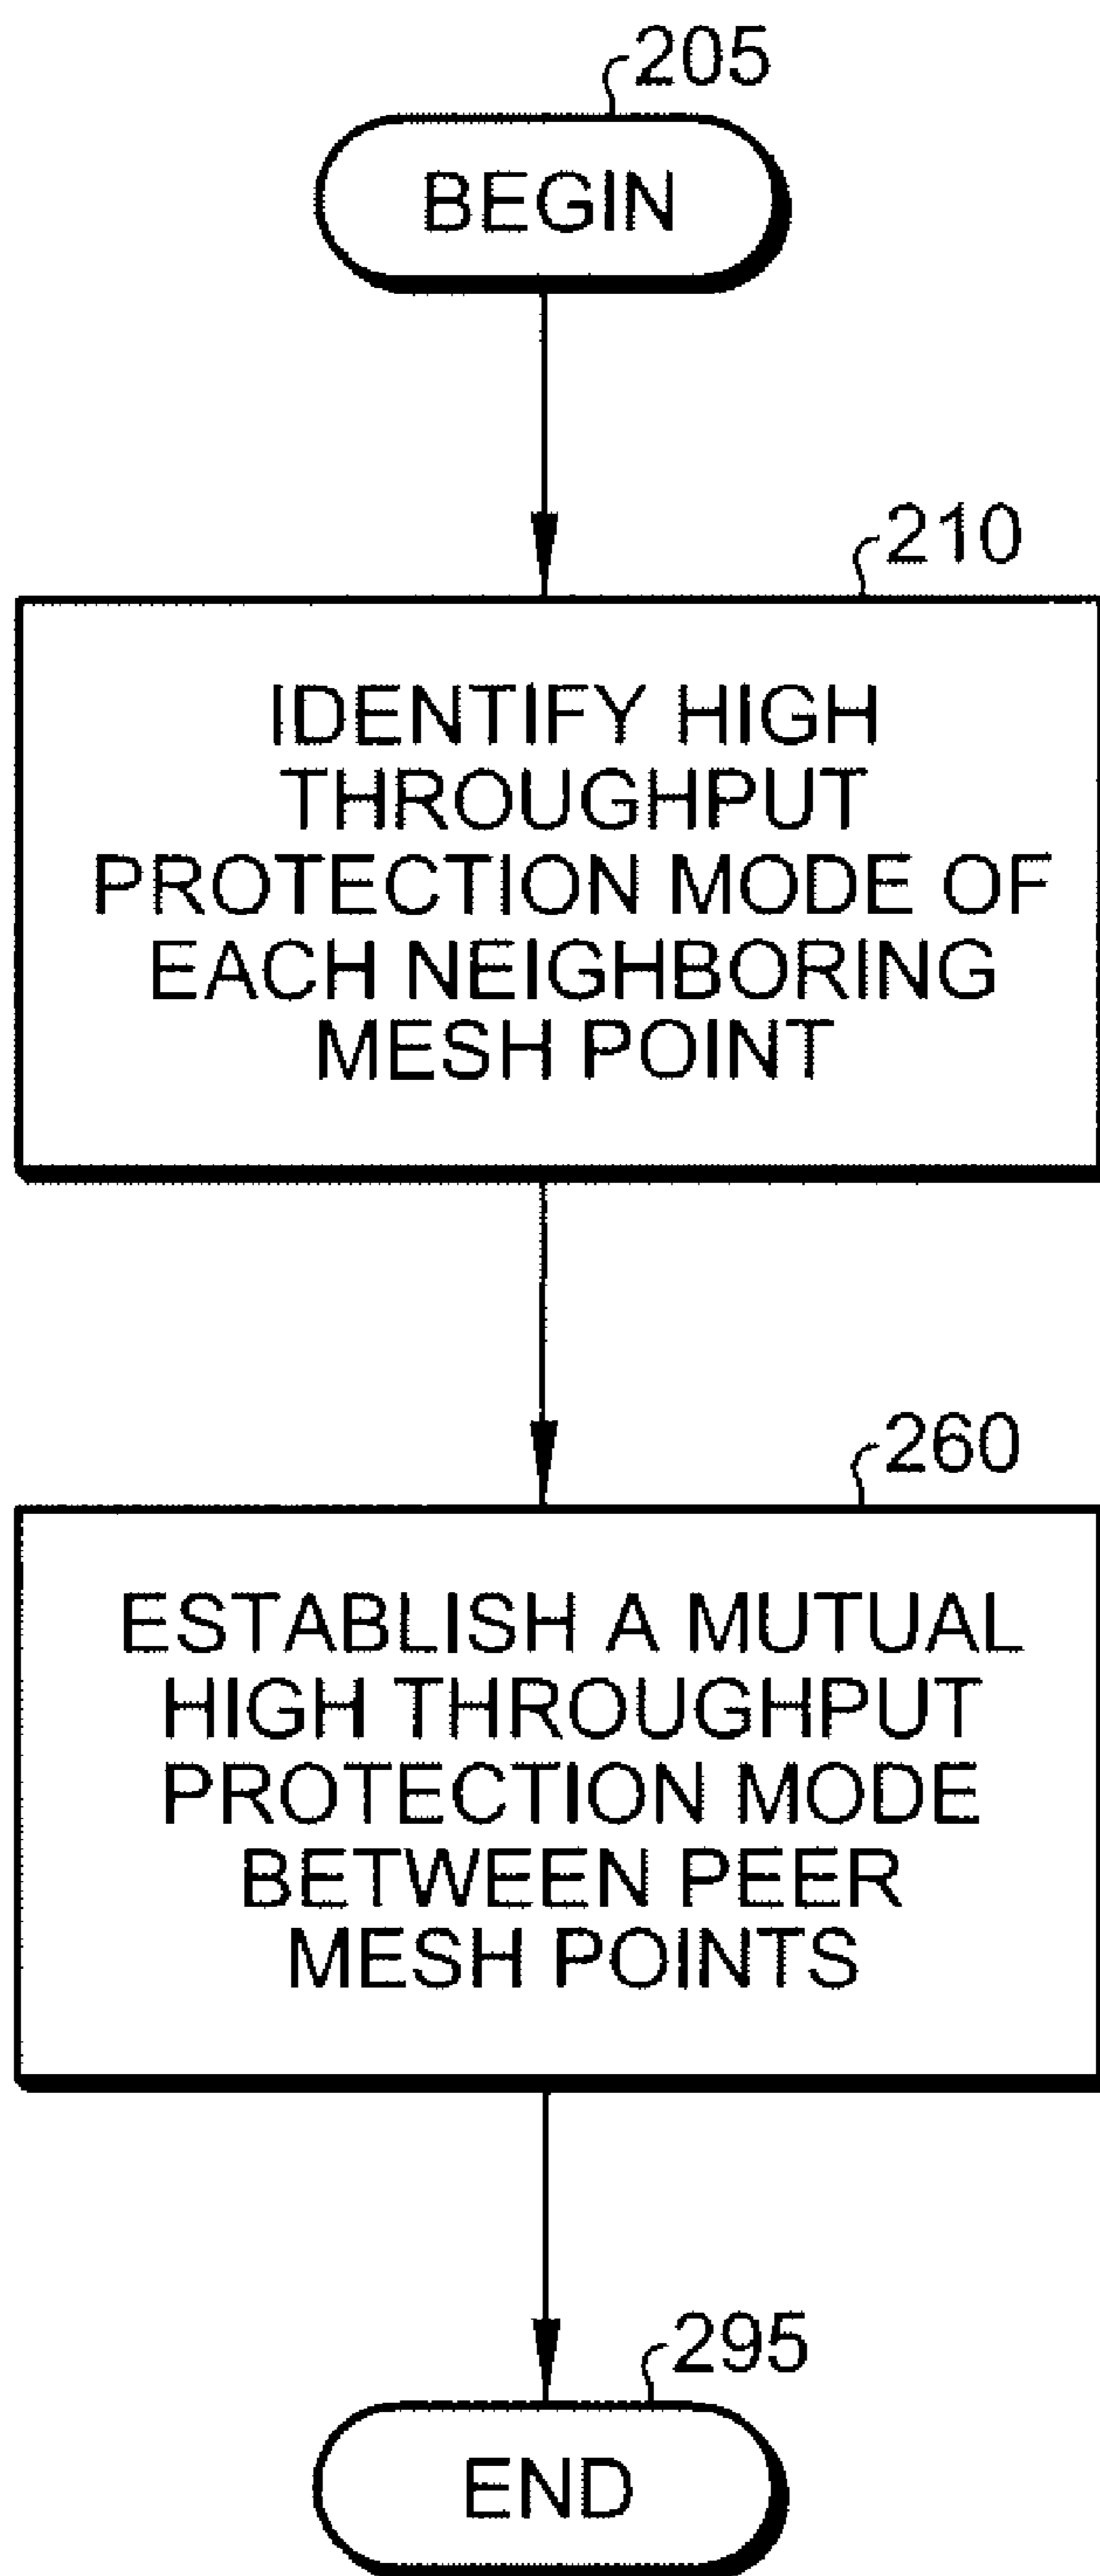 205
BEGIN
210
IDENTIFY HIGH
THROUGHPUT
PROTECTION MODE OF
EACH NEIGHBORING
MESH POINT
260
ESTABLISH A MUTUAL
HIGH THROUGHPUT
PROTECTION MODE
BETWEEN PEER
MESH POINTS
295
END